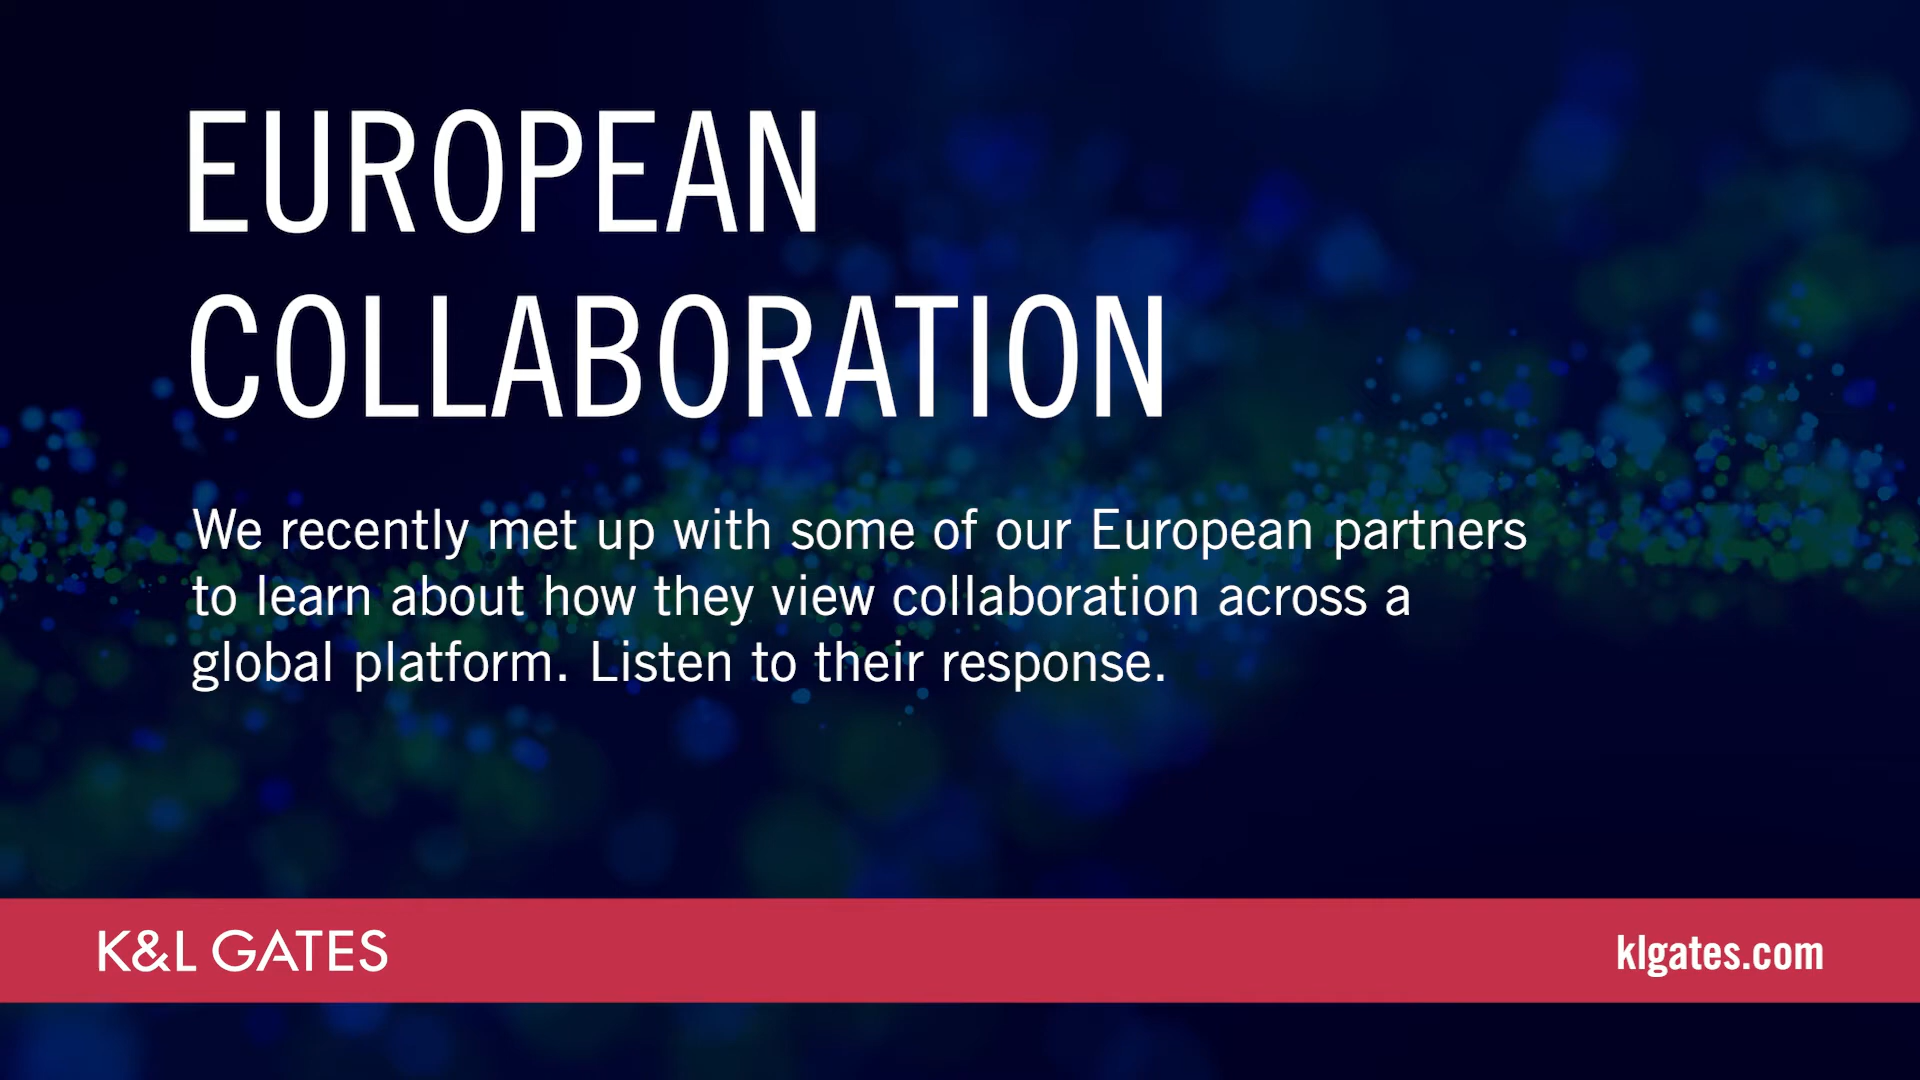 EUROPEAN
COLLABORATION
We recently met up with some of our European partners
to learn about how they view collaboration across a
global platform. Listen to their response.
K&L GATES
klgates.com